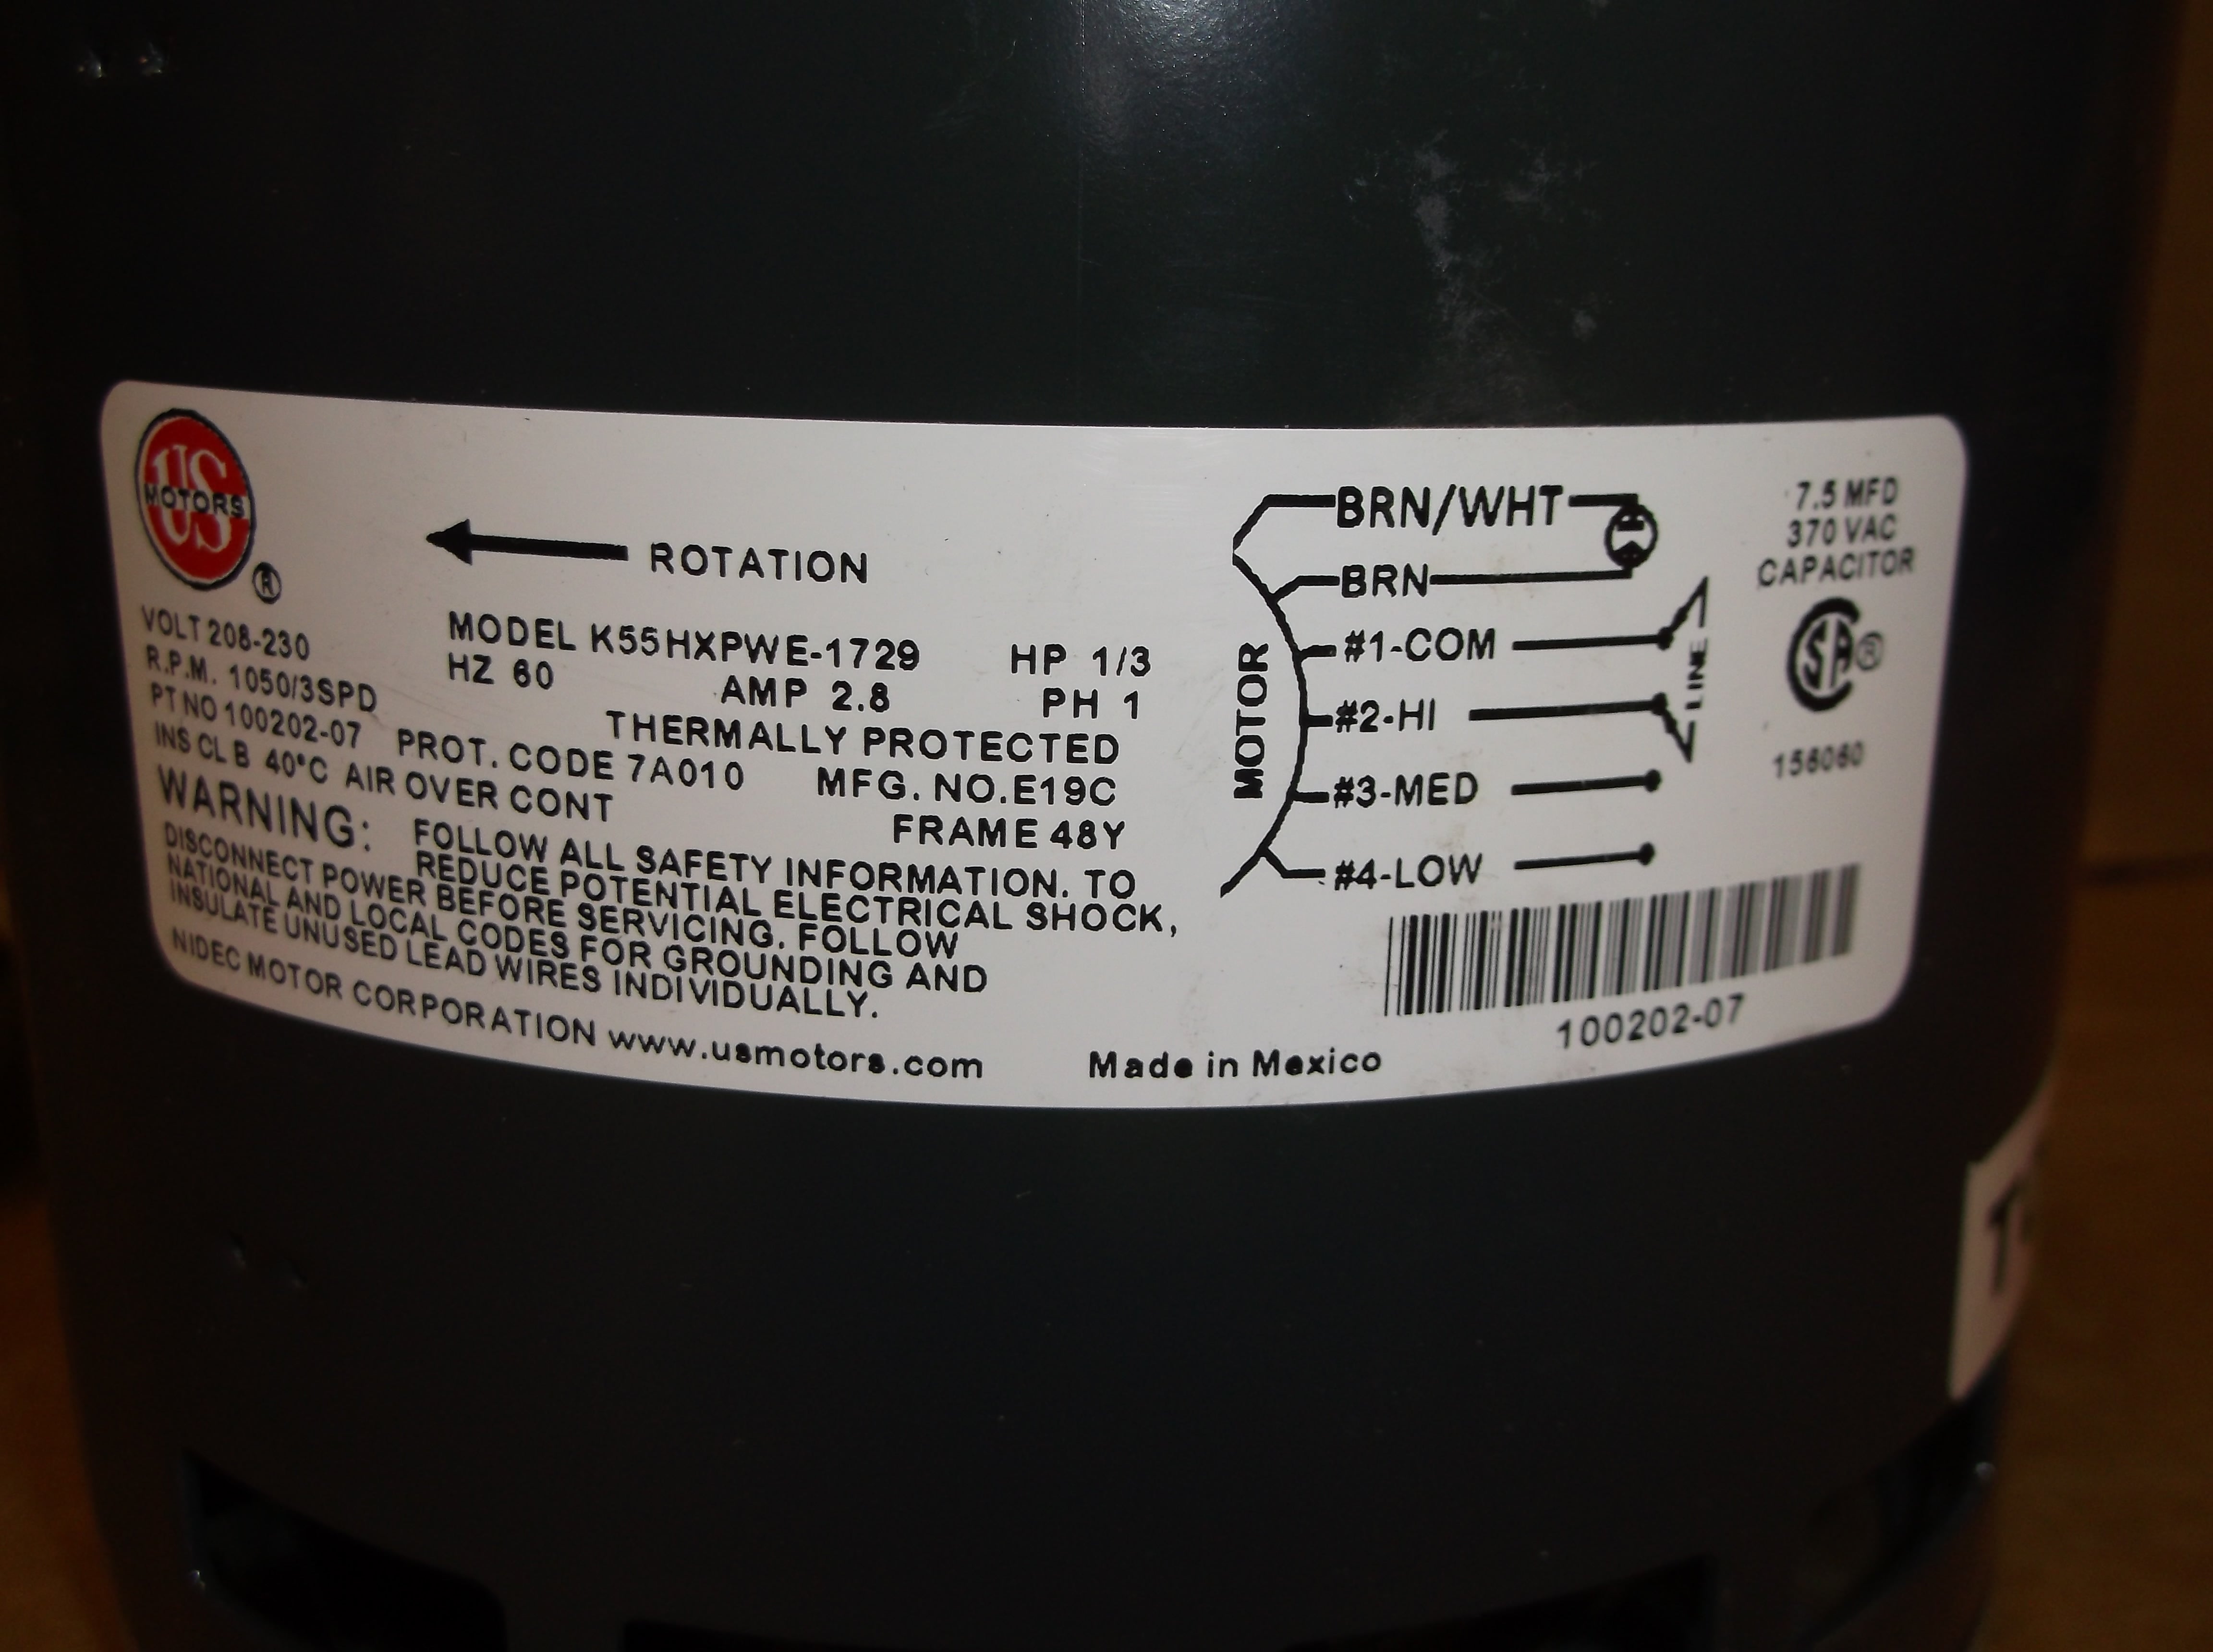 US
MOTORS
®
ROTATION
VOLT 208-230
R.P.M. 1050/3SPD
PT NO 100202-07
INS CL B 40°C AIR OVER CONT
MODEL K55HXPWE-1729 HP 1/3
HZ 60 AMP 2.8 PH 1
THERMALLY PROTECTED
PROT. CODE 7A010 MFG. NO.E19C
FRAME 48Y
WARNING: FOLLOW ALL SAFETY INFORMATION. TO
REDUCE POTENTIAL ELECTRICAL SHOCK,
DISCONNECT POWER BEFORE SERVICING. FOLLOW
NATIONAL AND LOCAL CODES FOR GROUNDING AND
INSULATE UNUSED LEAD WIRES INDIVIDUALLY.
NIDEC MOTOR CORPORATION www.usmotors.com Made in Mexico
MOTOR
BRN/WHT
BRN
#1-COM
#2-HI
#3-MED
#4-LOW
LINE
7.5 MFD
370 VAC
CAPACITOR
SA®
156060
100202-07